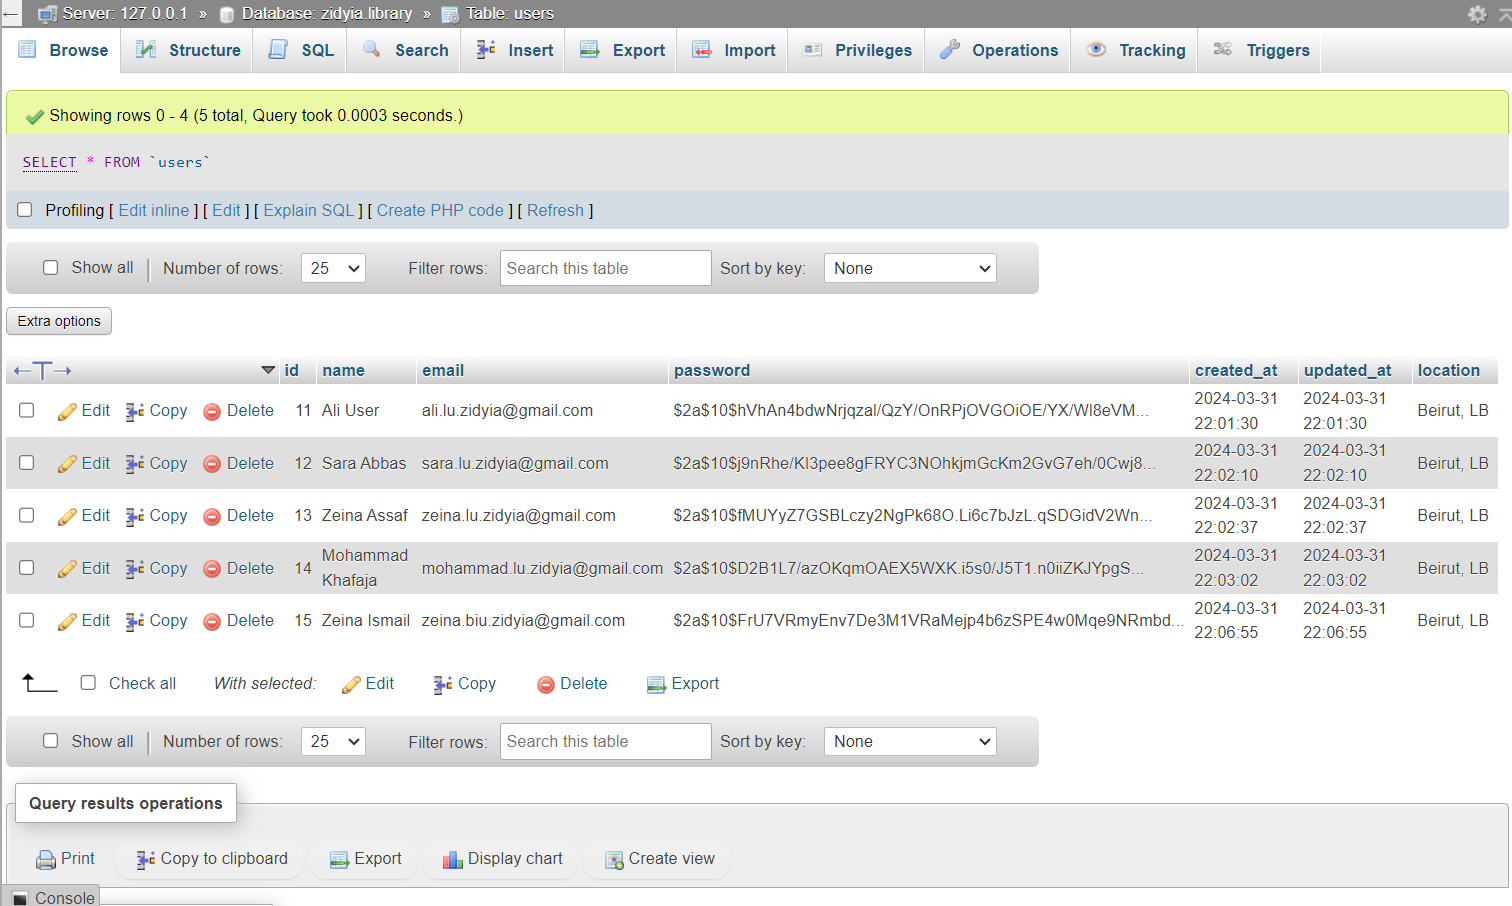 Server: 127.0.0.1 » Database: zidyia.library » Table: users
Browse Structure SQL Search Insert Export Import Privileges Operations Tracking Triggers
Showing rows 0 - 4 (5 total, Query took 0.0003 seconds.)
SELECT * FROM `users`
Profiling [ Edit inline ] [ Edit ] [ Explain SQL ] [ Create PHP code ] [ Refresh ]
Show all | Number of rows: 25 Filter rows: Search this table Sort by key: None
Extra options
←T→ id name email password created_at updated_at location
Edit Copy Delete 11 Ali User ali.lu.zidyia@gmail.com $2a$10$hVhAn4bdwNrjqzal/QzY/OnRPjOVGOiOE/YX/WI8eVM... 2024-03-31 22:01:30 2024-03-31 22:01:30 Beirut, LB
Edit Copy Delete 12 Sara Abbas sara.lu.zidyia@gmail.com $2a$10$j9nRhe/KI3pee8gFRYC3NOhkjmGcKm2GvG7eh/0Cwj8... 2024-03-31 22:02:10 2024-03-31 22:02:10 Beirut, LB
Edit Copy Delete 13 Zeina Assaf zeina.lu.zidyia@gmail.com $2a$10$fMUYyZ7GSBLczy2NgPk68O.Li6c7bJzL.qSDGidV2Wn... 2024-03-31 22:02:37 2024-03-31 22:02:37 Beirut, LB
Edit Copy Delete 14 Mohammad Khafaja mohammad.lu.zidyia@gmail.com $2a$10$D2B1L7/azOKqmOAEX5WXK.i5s0/J5T1.n0iiZKJYpgS... 2024-03-31 22:03:02 2024-03-31 22:03:02 Beirut, LB
Edit Copy Delete 15 Zeina Ismail zeina.biu.zidyia@gmail.com $2a$10$FrU7VRmyEnv7De3M1VRaMejp4b6zSPE4w0Mqe9NRmbd... 2024-03-31 22:06:55 2024-03-31 22:06:55 Beirut, LB
Check all With selected: Edit Copy Delete Export
Show all | Number of rows: 25 Filter rows: Search this table Sort by key: None
Query results operations
Print Copy to clipboard Export Display chart Create view
Console